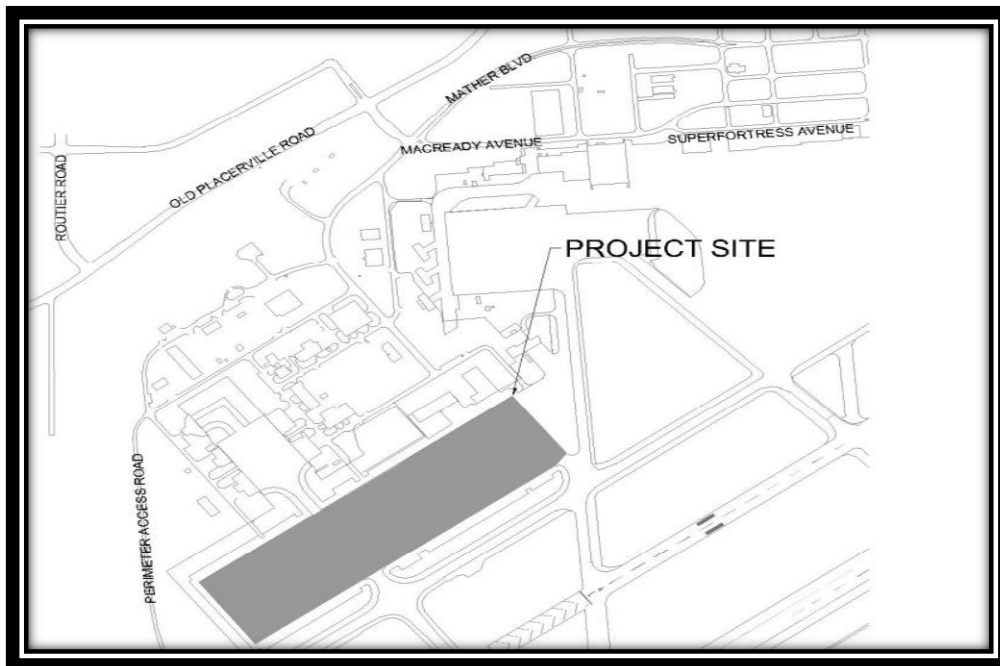 MATHER BLVD
OLD PLACERVILLE ROAD
MACREADY AVENUE
SUPERFORTRESS AVENUE
ROUTIER ROAD
PROJECT SITE
PERIMETER ACCESS ROAD